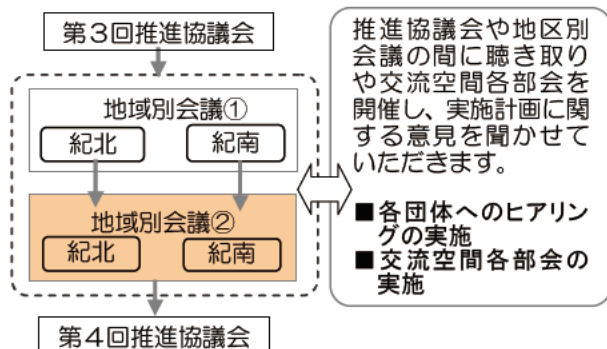 第3回推進協議会
地域別会議①
紀北
紀南
地域別会議②
紀北
紀南
第4回推進協議会
推進協議会や地区別
会議の間に聴き取り
や交流空間各部会を
開催し、実施計画に関
する意見を聞かせて
いただきます。
■各団体へのヒアリン
グの実施
■交流空間各部会の
実施